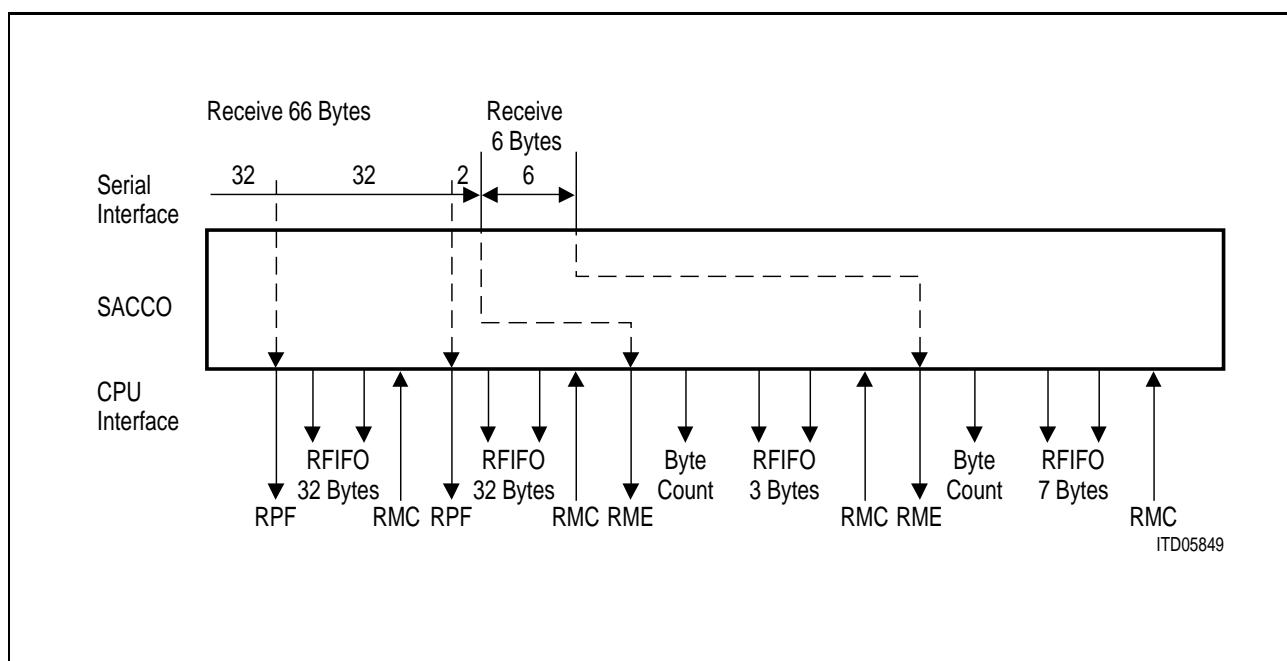 Receive 66 Bytes
Receive
6 Bytes
32
32
2
6
Serial
Interface
SACCO
CPU
Interface
RFIFO
32 Bytes
RFIFO
32 Bytes
Byte
Count
RFIFO
3 Bytes
Byte
Count
RFIFO
7 Bytes
RPF
RMC
RPF
RMC
RME
RMC
RME
RMC
ITD05849